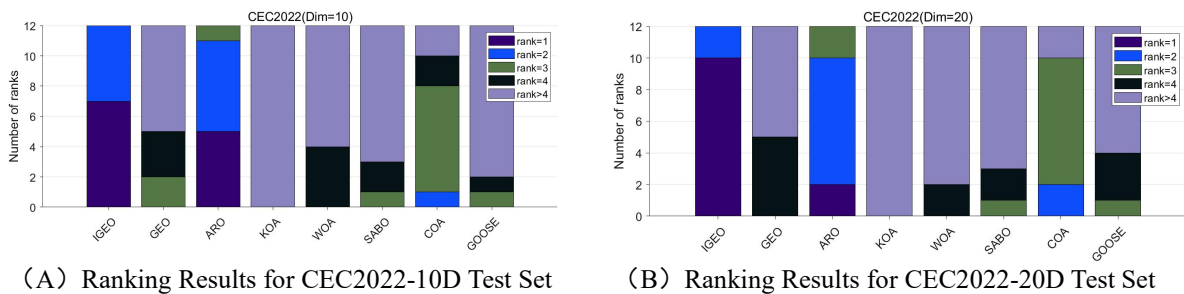 CEC2022(Dim=10)
Number of ranks
12
10
8
6
4
2
0
rank=1
rank=2
rank=3
rank=4
rank>4
IGEO
GEO
ARO
KOA
WOA
SABO
COA
GOOSE
（A）Ranking Results for CEC2022-10D Test Set
CEC2022(Dim=20)
Number of ranks
12
10
8
6
4
2
0
rank=1
rank=2
rank=3
rank=4
rank>4
IGEO
GEO
ARO
KOA
WOA
SABO
COA
GOOSE
（B）Ranking Results for CEC2022-20D Test Set